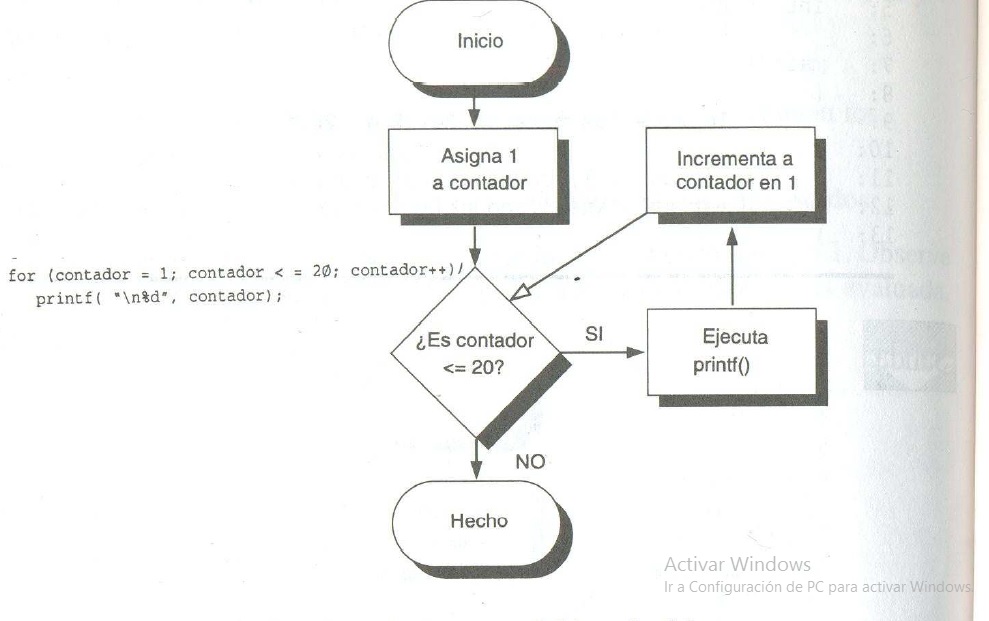 Inicio
Asigna 1
a contador
Incrementa a
contador en 1
for (contador = 1; contador < = 20; contador++)
printf( "\n%d", contador);
¿Es contador
<= 20?
SI
Ejecuta
printf()
NO
Hecho
Activar Windows
Ir a Configuración de PC para activar Windows.